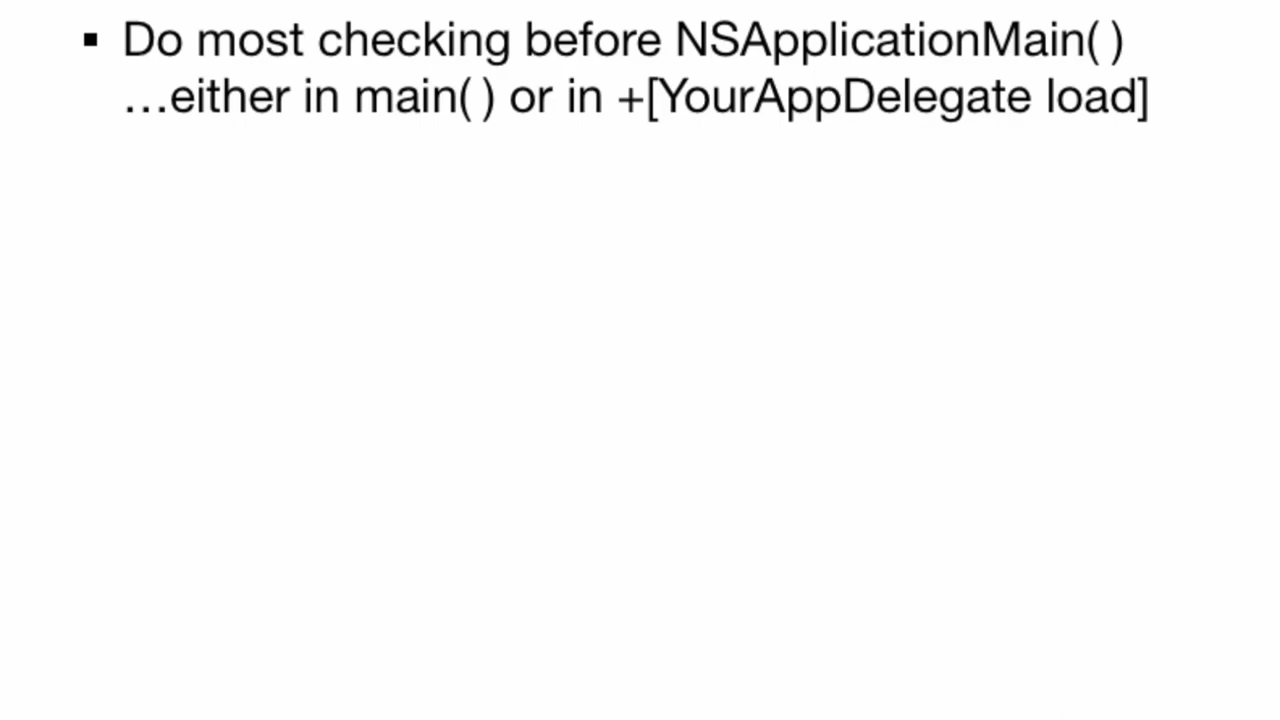 ▪ Do most checking before NSApplicationMain( )
…either in main( ) or in +[YourAppDelegate load]